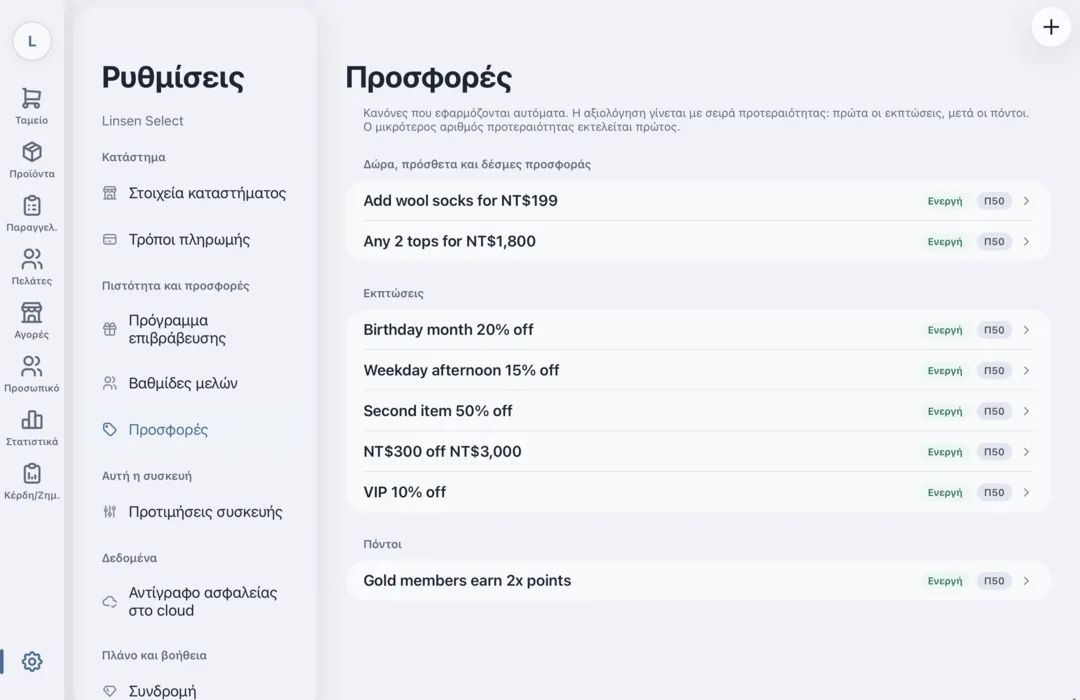 L
Ταμείο
Προϊόντα
Παραγγελ.
Πελάτες
Αγορές
Προσωπικό
Στατιστικά
Κέρδη/Ζημ.
Ρυθμίσεις
Linsen Select
Κατάστημα
Στοιχεία καταστήματος
Τρόποι πληρωμής
Πιστότητα και προσφορές
Πρόγραμμα
επιβράβευσης
Βαθμίδες μελών
Προσφορές
Αυτή η συσκευή
Προτιμήσεις συσκευής
Δεδομένα
Αντίγραφο ασφαλείας
στο cloud
Πλάνο και βοήθεια
Συνδρομή
Προσφορές
Κανόνες που εφαρμόζονται αυτόματα. Η αξιολόγηση γίνεται με σειρά προτεραιότητας: πρώτα οι εκπτώσεις, μετά οι πόντοι.
Ο μικρότερος αριθμός προτεραιότητας εκτελείται πρώτος.
Δώρα, πρόσθετα και δέσμες προσφοράς
Add wool socks for NT$199 Ενεργή Π50
Any 2 tops for NT$1,800 Ενεργή Π50
Εκπτώσεις
Birthday month 20% off Ενεργή Π50
Weekday afternoon 15% off Ενεργή Π50
Second item 50% off Ενεργή Π50
NT$300 off NT$3,000 Ενεργή Π50
VIP 10% off Ενεργή Π50
Πόντοι
Gold members earn 2x points Ενεργή Π50